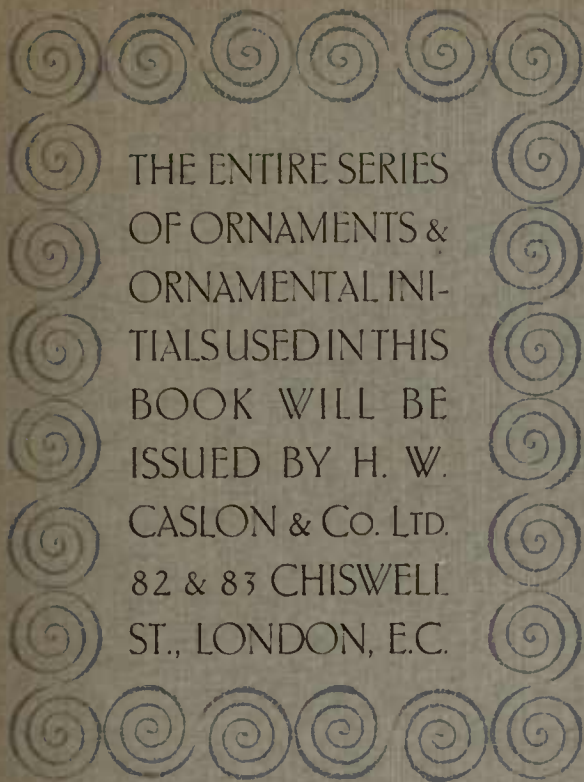 THE ENTIRE SERIES
OF ORNAMENTS &
ORNAMENTAL INI-
TIALS USED IN THIS
BOOK WILL BE
ISSUED BY H. W.
CASLON & CO. LTD.
82 & 83 CHISWELL
ST., LONDON, E.C.